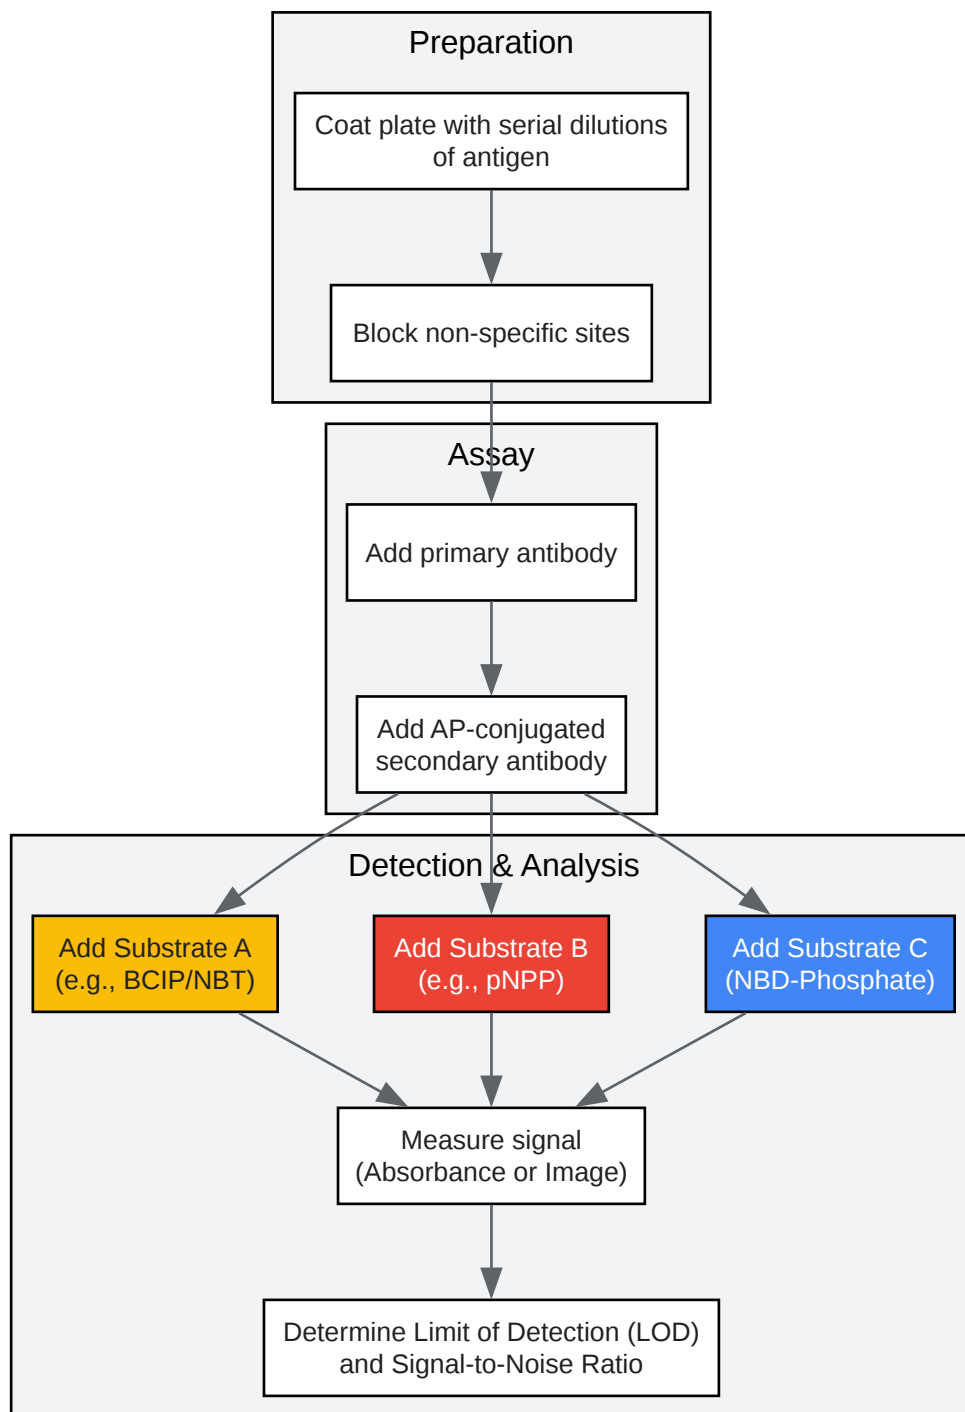 Preparation
Coat plate with serial dilutions
of antigen
Block non-specific sites
Assay
Add primary antibody
Add AP-conjugated
secondary antibody
Detection & Analysis
Add Substrate A
(e.g., BCIP/NBT)
Add Substrate B
(e.g., pNPP)
Add Substrate C
(NBD-Phosphate)
Measure signal
(Absorbance or Image)
Determine Limit of Detection (LOD)
and Signal-to-Noise Ratio